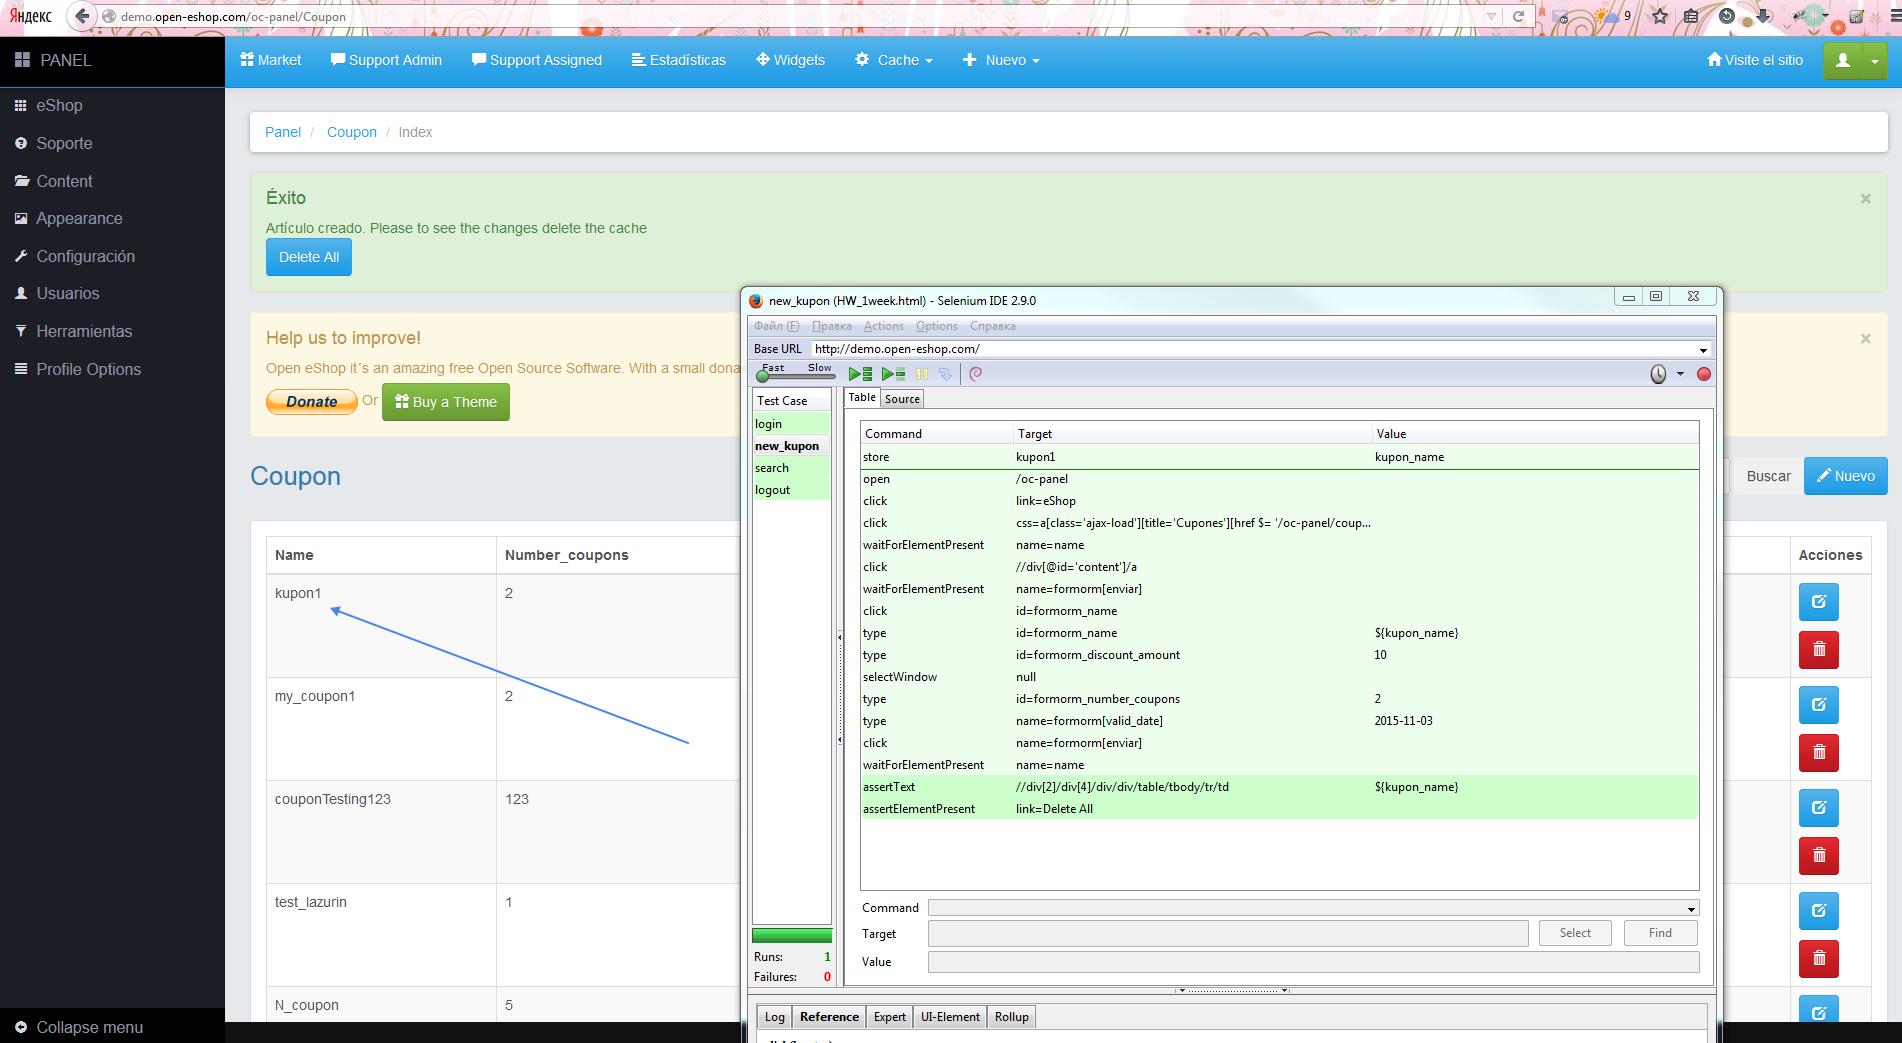 Яндекс
demo.open-eshop.com/oc-panel/Coupon
9
PANEL
Market
Support Admin
Support Assigned
Estadísticas
Widgets
Cache
Nuevo
Visite el sitio
eShop
Soporte
Content
Appearance
Configuración
Usuarios
Herramientas
Profile Options
Collapse menu
Panel / Coupon / Index
Éxito
×
Artículo creado. Please to see the changes delete the cache
Delete All
Help us to improve!
×
Open eShop it´s an amazing free Open Source Software. With a small dona
Donate Or Buy a Theme
Coupon
Buscar
Nuevo
Name Number_coupons Acciones
kupon1 2
my_coupon1 2
couponTesting123 123
test_lazurin 1
N_coupon 5
new_kupon (HW_1week.html) - Selenium IDE 2.9.0
Файл (F) Правка Actions Options Справка
Base URL http://demo.open-eshop.com/
Fast Slow
Test Case
login
new_kupon
search
logout
Runs: 1
Failures: 0
Table Source
Command Target Value
store kupon1 kupon_name
open /oc-panel
click link=eShop
click css=a[class='ajax-load'][title='Cupones'][href $= '/oc-panel/coup...
waitForElementPresent name=name
click //div[@id='content']/a
waitForElementPresent name=formorm[enviar]
click id=formorm_name
type id=formorm_name ${kupon_name}
type id=formorm_discount_amount 10
selectWindow null
type id=formorm_number_coupons 2
type name=formorm[valid_date] 2015-11-03
click name=formorm[enviar]
waitForElementPresent name=name
assertText //div[2]/div[4]/div/div/table/tbody/tr/td ${kupon_name}
assertElementPresent link=Delete All
Command
Target Select Find
Value
Log Reference Expert UI-Element Rollup